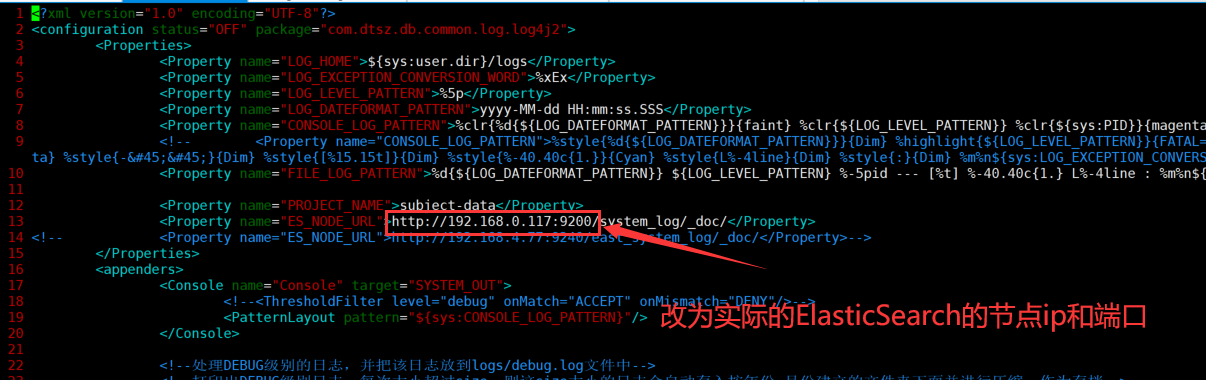 1 <?xml version="1.0" encoding="UTF-8"?>
2 <configuration status="OFF" package="com.dtsz.db.common.log.log4j2">
3 <Properties>
4 <Property name="LOG_HOME">${sys:user.dir}/logs</Property>
5 <Property name="LOG_EXCEPTION_CONVERSION_WORD">%xEx</Property>
6 <Property name="LOG_LEVEL_PATTERN">%5p</Property>
7 <Property name="LOG_DATEFORMAT_PATTERN">yyyy-MM-dd HH:mm:ss.SSS</Property>
8 <Property name="CONSOLE_LOG_PATTERN">%clr{%d{${LOG_DATEFORMAT_PATTERN}}}{faint} %clr{${LOG_LEVEL_PATTERN}} %clr{${sys:PID}}{magenta
9 <!-- <Property name="CONSOLE_LOG_PATTERN">%style{%d{${LOG_DATEFORMAT_PATTERN}}}{Dim} %highlight{${LOG_LEVEL_PATTERN}}{FATAL=
ta} %style{-&#45;&#45;}{Dim} %style{[%15.15t]}{Dim} %style{%-40.40c{1.}}{Cyan} %style{L%-4line}{Dim} %style{:}{Dim} %m%n${sys:LOG_EXCEPTION_CONVERS
10 <Property name="FILE_LOG_PATTERN">%d{${LOG_DATEFORMAT_PATTERN}} ${LOG_LEVEL_PATTERN} %-5pid --- [%t] %-40.40c{1.} L%-4line : %m%n${
11
12 <Property name="PROJECT_NAME">subject-data</Property>
13 <Property name="ES_NODE_URL">http://192.168.0.117:9200/system_log/_doc/</Property>
14 <!-- <Property name="ES_NODE_URL">http://192.168.4.77:9240/east_system_log/_doc/</Property>-->
15 </Properties>
16 <appenders>
17 <Console name="Console" target="SYSTEM_OUT">
18 <!--<ThresholdFilter level="debug" onMatch="ACCEPT" onMismatch="DENY"/>-->
19 <PatternLayout pattern="${sys:CONSOLE_LOG_PATTERN}"/>
改为实际的ElasticSearch的节点ip和端口
20 </Console>
21
22 <!--处理DEBUG级别的日志，并把该日志放到logs/debug.log文件中-->